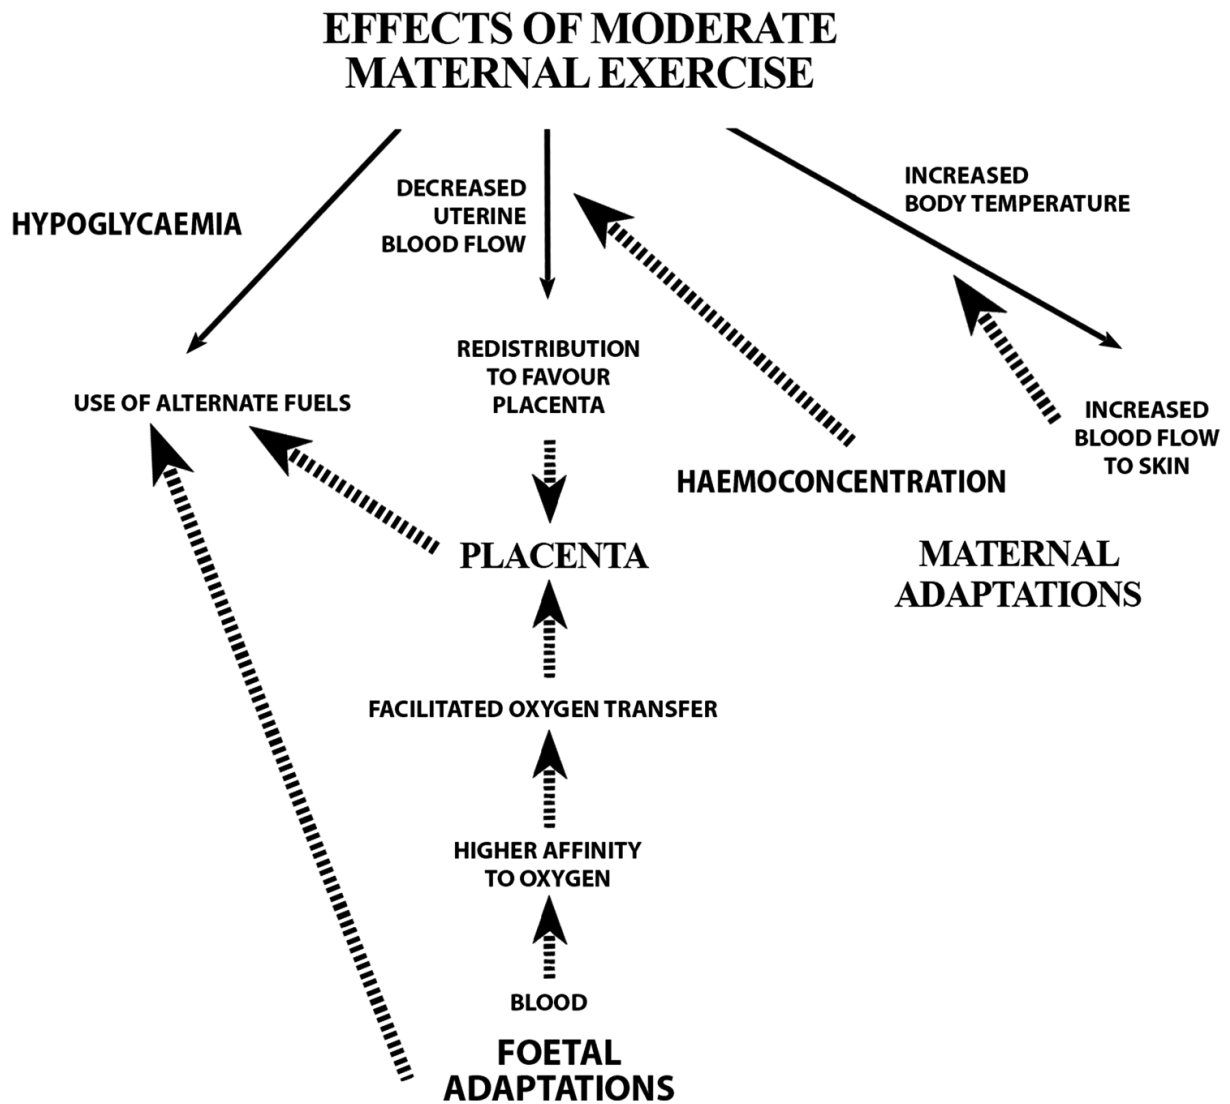 EFFECTS OF MODERATE
MATERNAL EXERCISE
HYPOGLYCAEMIA
DECREASED
UTERINE
BLOOD FLOW
INCREASED
BODY TEMPERATURE
USE OF ALTERNATE FUELS
REDISTRIBUTION
TO FAVOUR
PLACENTA
INCREASED
BLOOD FLOW
TO SKIN
HAEMOCONCENTRATION
PLACENTA
MATERNAL
ADAPTATIONS
FACILITATED OXYGEN TRANSFER
HIGHER AFFINITY
TO OXYGEN
BLOOD
FOETAL
ADAPTATIONS